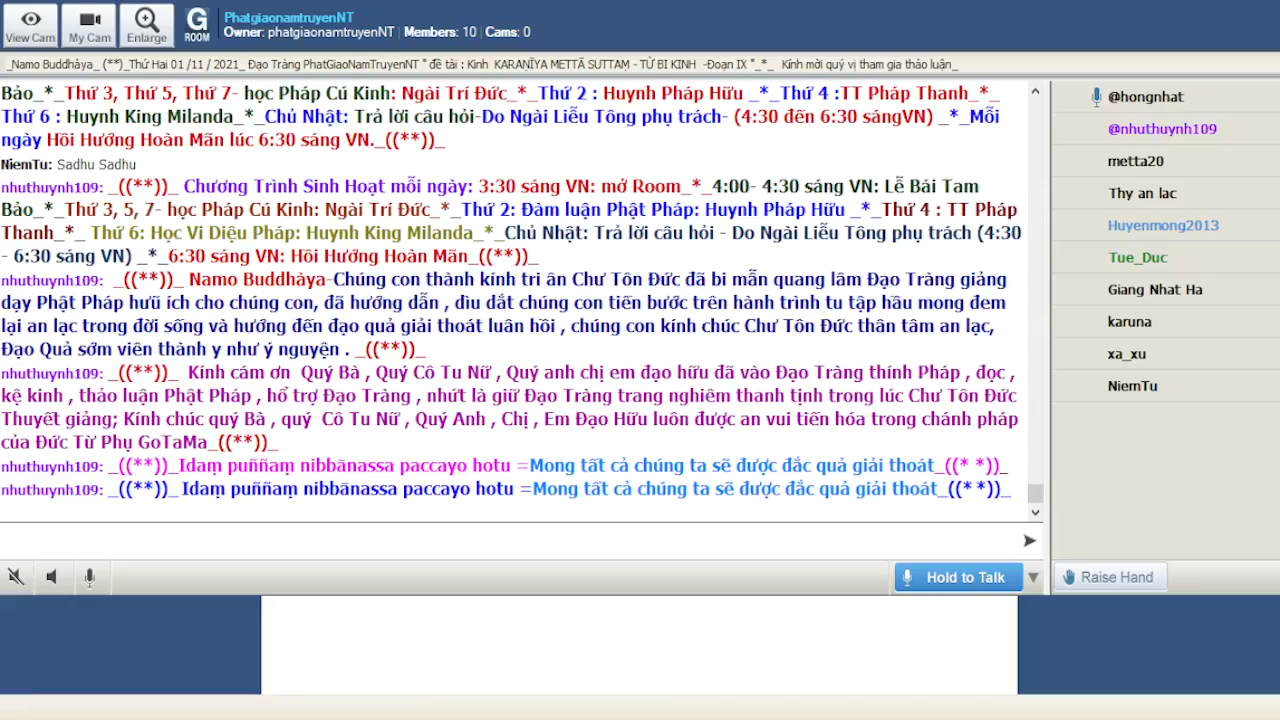 View Cam
My Cam
Enlarge
G
ROOM
PhatgiaonamtruyenNT
Owner: phatgiaonamtruyenNT | Members: 10 | Cams: 0
_Namo Buddhàya_ (**)_Thứ Hai 01 /11 / 2021_ Đạo Tràng PhatGiaoNamTruyenNT " đề tài : Kinh KARAṆĪYA METTĀ SUTTAṂ - TỪ BI KINH -Đoạn IX "_*_ Kính mời quý vị tham gia thảo luận_
Bảo_*_Thứ 3, Thứ 5, Thứ 7- học Pháp Cú Kinh: Ngài Trí Đức_*_Thứ 2 : Huynh Pháp Hữu _*_Thứ 4 :TT Pháp Thanh_*_
Thứ 6 : Huynh King Milanda_*_Chủ Nhật: Trả lời câu hỏi-Do Ngài Liễu Tông phụ trách- (4:30 đến 6:30 sángVN) _*_Mỗi
ngày Hồi Hướng Hoàn Mãn lúc 6:30 sáng VN._((**))_
NiemTu: Sadhu Sadhu
nhuthuynh109: _((**))_ Chương Trình Sinh Hoạt mỗi ngày: 3:30 sáng VN: mở Room_*_4:00- 4:30 sáng VN: Lễ Bái Tam
Bảo_*_Thứ 3, 5, 7- học Pháp Cú Kinh: Ngài Trí Đức_*_Thứ 2: Đàm luận Phật Pháp: Huynh Pháp Hữu _*_Thứ 4 : TT Pháp
Thanh_*_ Thứ 6: Học Vi Diệu Pháp: Huynh King Milanda_*_Chủ Nhật: Trả lời câu hỏi - Do Ngài Liễu Tông phụ trách (4:30
- 6:30 sáng VN) _*_6:30 sáng VN: Hồi Hướng Hoàn Mãn_((**))_
nhuthuynh109: _((**))_ Namo Buddhàya-Chúng con thành kính tri ân Chư Tôn Đức đã bi mẫn quang lâm Đạo Tràng giảng
dạy Phật Pháp hưũ ích cho chúng con, đã hướng dẫn , dìu dắt chúng con tiến bước trên hành trình tu tập hầu mong đem
lại an lạc trong đời sống và hướng đến đạo quả giải thoát luân hồi , chúng con kính chúc Chư Tôn Đức thân tâm an lạc,
Đạo Quả sớm viên thành y như ý nguyện . _((**))_
nhuthuynh109: _((**))_ Kính cám ơn Quý Bà , Quý Cô Tu Nữ , Quý anh chị em đạo hữu đã vào Đạo Tràng thính Pháp , đọc ,
kệ kinh , thảo luận Phật Pháp , hổ trợ Đạo Tràng , nhứt là giữ Đạo Tràng trang nghiêm thanh tịnh trong lúc Chư Tôn Đức
Thuyết giảng; Kính chúc quý Bà , quý Cô Tu Nữ , Quý Anh , Chị , Em Đạo Hữu luôn được an vui tiến hóa trong chánh pháp
của Đức Từ Phụ GoTaMa_((**))_
nhuthuynh109: _((**))_Idaṃ puññaṃ nibbānassa paccayo hotu =Mong tất cả chúng ta sẽ được đắc quả giải thoát_((* *))_
nhuthuynh109: _((**))_ Idaṃ puññaṃ nibbānassa paccayo hotu =Mong tất cả chúng ta sẽ được đắc quả giải thoát_((* *))_
@hongnhat
@nhuthuynh109
metta20
Thy an lac
Huyenmong2013
Tue_Duc
Giang Nhat Ha
karuna
xa_xu
NiemTu
Hold to Talk
Raise Hand